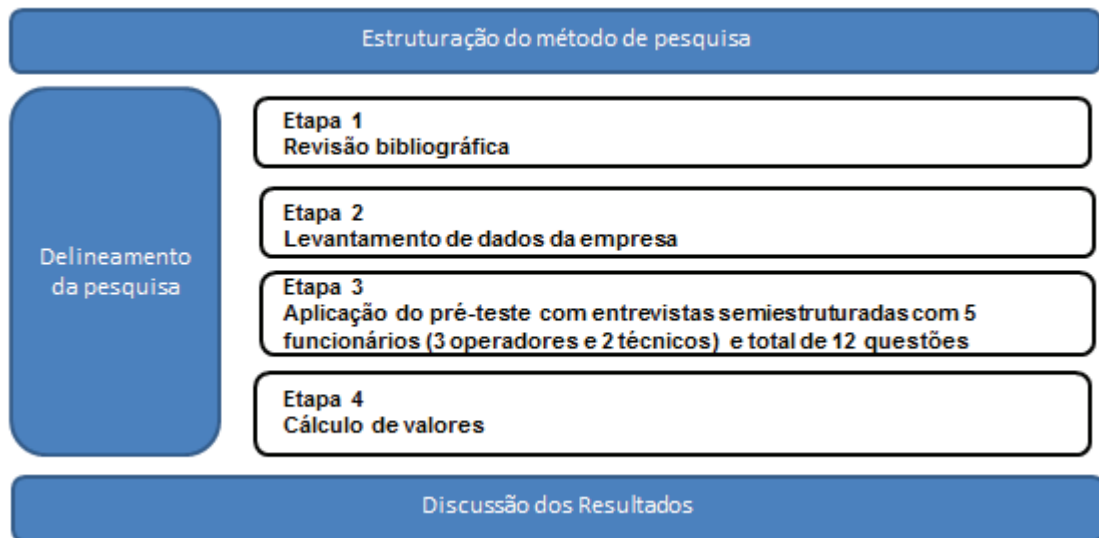 Estruturação do método de pesquisa
Delineamento
da pesquisa
Etapa 1
Revisão bibliográfica
Etapa 2
Levantamento de dados da empresa
Etapa 3
Aplicação do pré-teste com entrevistas semiestruturadas com 5
funcionários (3 operadores e 2 técnicos) e total de 12 questões
Etapa 4
Cálculo de valores
Discussão dos Resultados